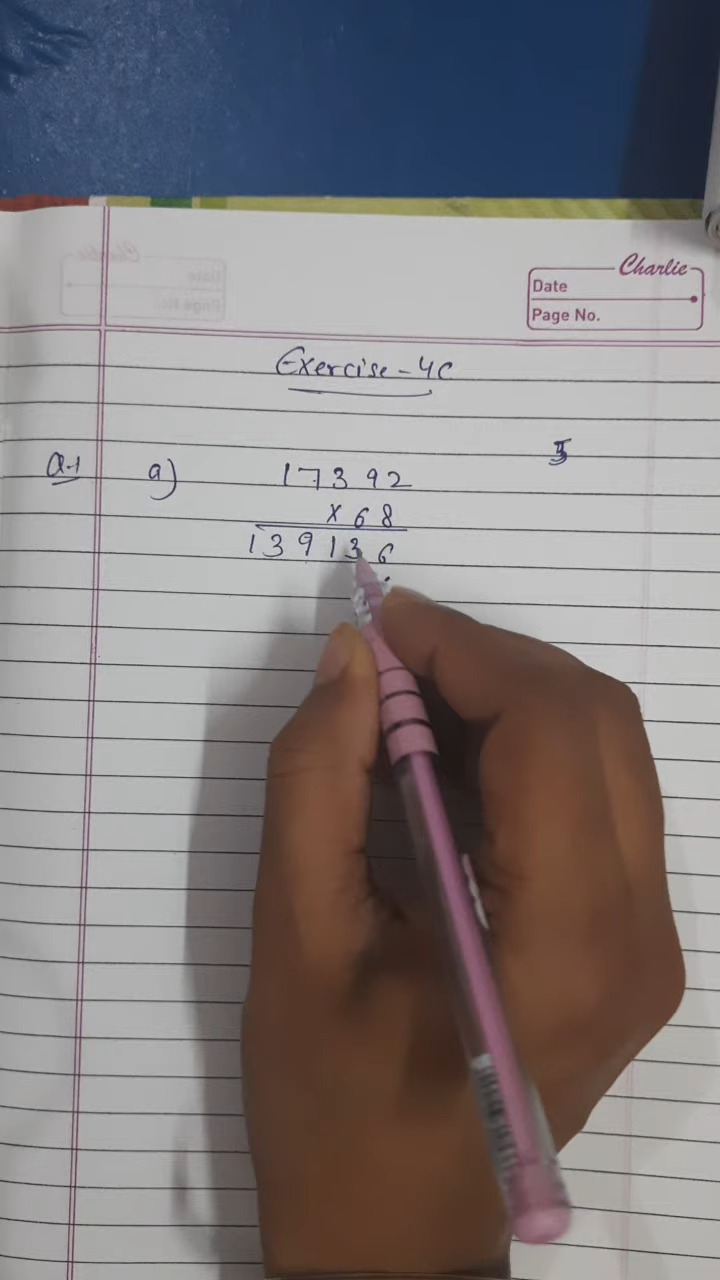 Charlie
Date
Page No.
Exercise - 4C
Q-1 a) 17392
× 68
139136